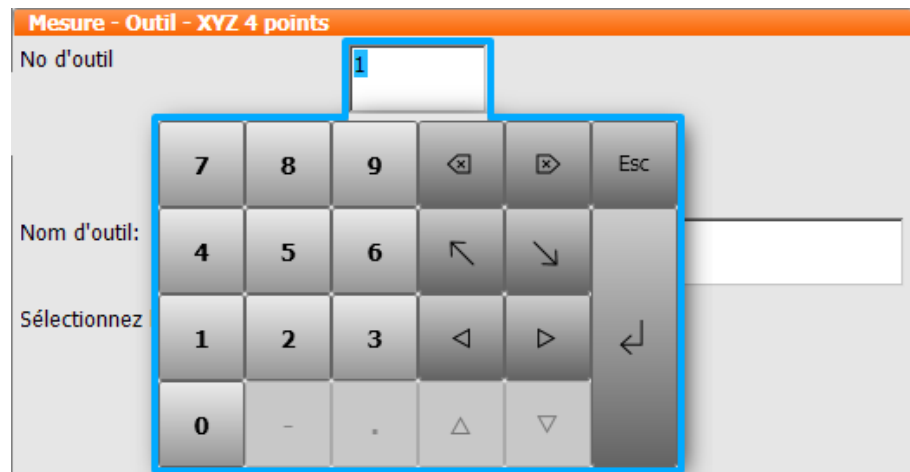 Mesure - Outil - XYZ 4 points
No d'outil
1
7 8 9 Esc
Nom d'outil:
4 5 6
Sélectionnez
1 2 3
0 - .